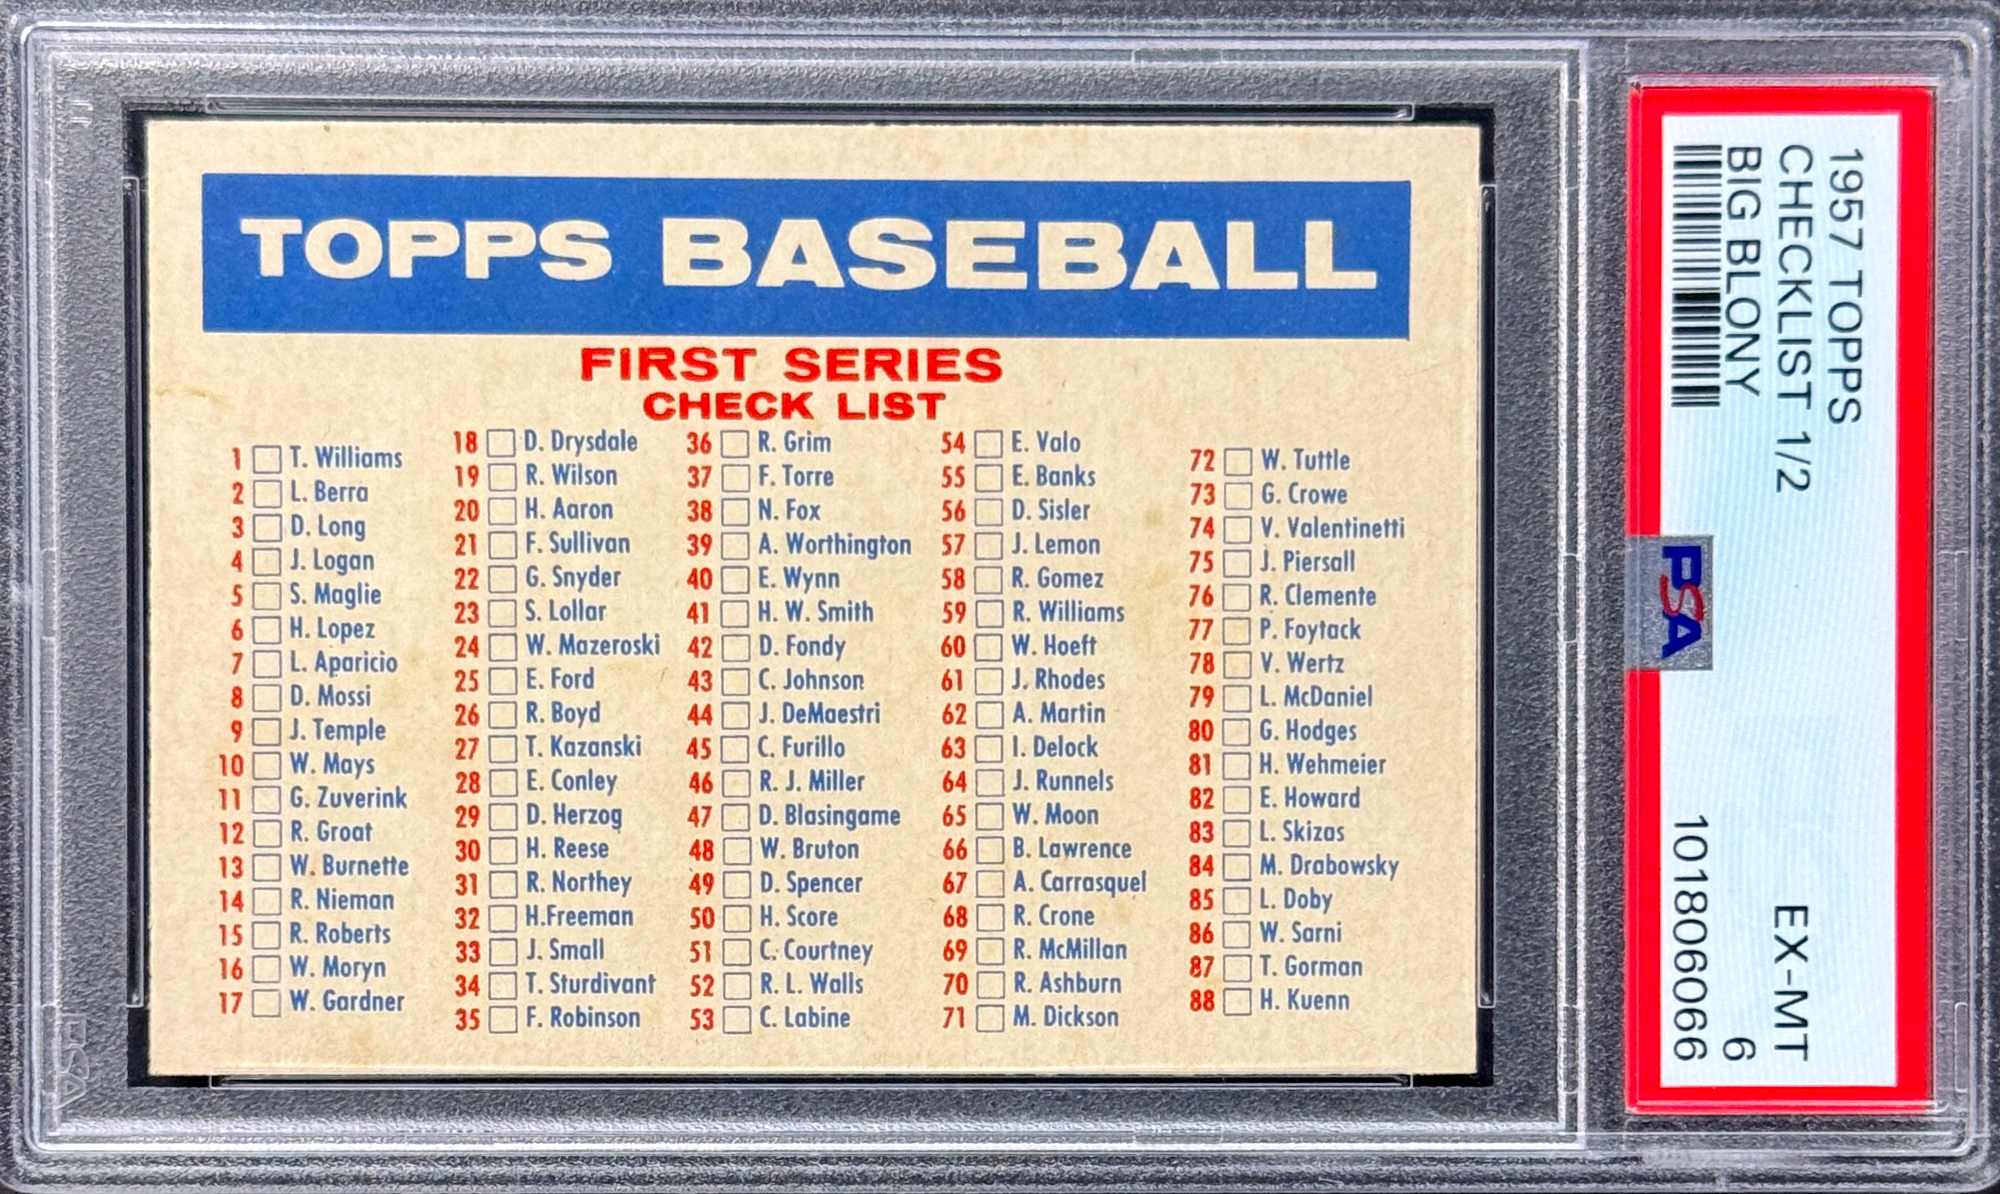 TOPPS BASEBALL
FIRST SERIES
CHECK LIST
1 T. Williams
2 L. Berra
3 D. Long
4 J. Logan
5 S. Maglie
6 H. Lopez
7 L. Aparicio
8 D. Mossi
9 J. Temple
10 W. Mays
11 G. Zuverink
12 R. Groat
13 W. Burnette
14 R. Nieman
15 R. Roberts
16 W. Moryn
17 W. Gardner
18 D. Drysdale
19 R. Wilson
20 H. Aaron
21 F. Sullivan
22 G. Snyder
23 S. Lollar
24 W. Mazeroski
25 E. Ford
26 R. Boyd
27 T. Kazanski
28 E. Conley
29 D. Herzog
30 H. Reese
31 R. Northey
32 H.Freeman
33 J. Small
34 T. Sturdivant
35 F. Robinson
36 R. Grim
37 F. Torre
38 N. Fox
39 A. Worthington
40 E. Wynn
41 H. W. Smith
42 D. Fondy
43 C. Johnson
44 J. DeMaestri
45 C. Furillo
46 R. J. Miller
47 D. Blasingame
48 W. Bruton
49 D. Spencer
50 H. Score
51 C. Courtney
52 R. L. Walls
53 C. Labine
54 E. Valo
55 E. Banks
56 D. Sisler
57 J. Lemon
58 R. Gomez
59 R. Williams
60 W. Hoeft
61 J. Rhodes
62 A. Martin
63 I. Delock
64 J. Runnels
65 W. Moon
66 B. Lawrence
67 A. Carrasquel
68 R. Crone
69 R. McMillan
70 R. Ashburn
71 M. Dickson
72 W. Tuttle
73 G. Crowe
74 V. Valentinetti
75 J. Piersall
76 R. Clemente
77 P. Foytack
78 V. Wertz
79 L. McDaniel
80 G. Hodges
81 H. Wehmeier
82 E. Howard
83 L. Skizas
84 M. Drabowsky
85 L. Doby
86 W. Sarni
87 T. Gorman
88 H. Kuenn
1957 TOPPS
CHECKLIST 1/2 EX-MT
BIG BLONY 6
PSA 101806066
PSA